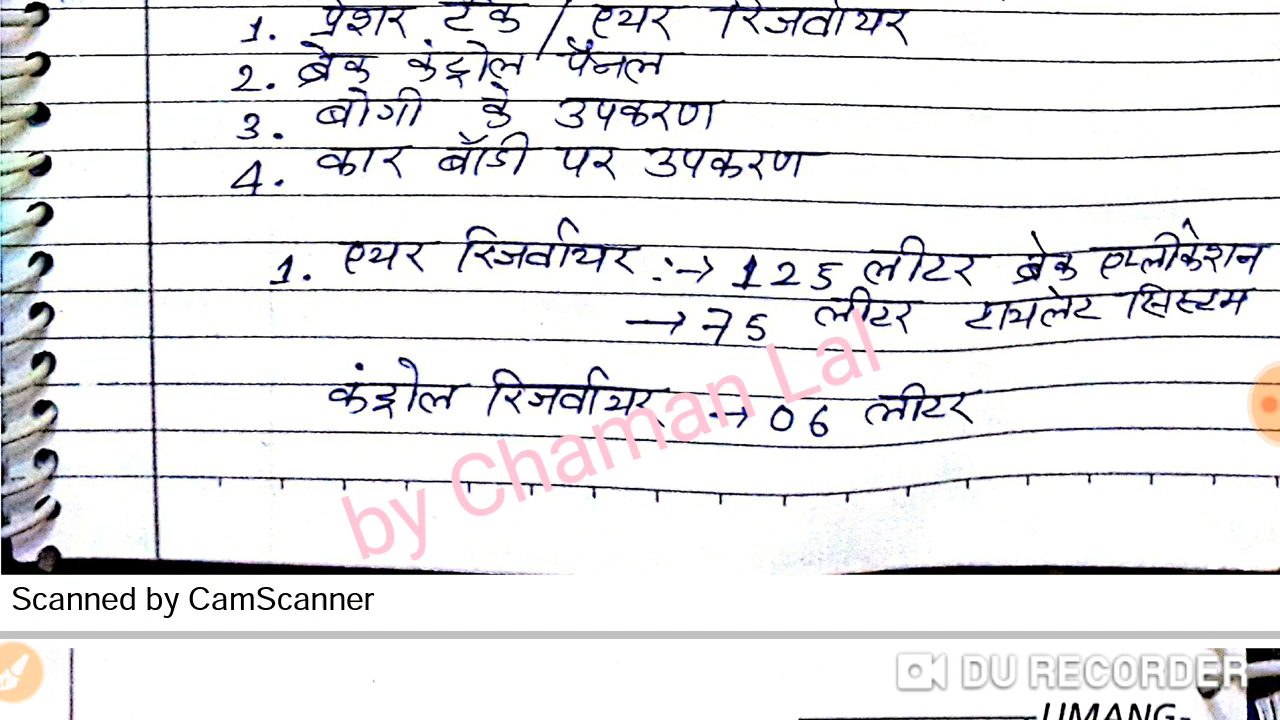 1. प्रेशर टैंक / एयर रिजर्वायर
2. ब्रेक कंट्रोल पैनल
3. बोगी के उपकरण
4. कार बॉडी पर उपकरण
1. एयर रिजर्वायर :→ 125 लीटर ब्रेक एप्लीकेशन
→ 75 लीटर टायलेट सिस्टम
कंट्रोल रिजर्वायर → 06 लीटर
by Chaman Lal
Scanned by CamScanner
DU RECORDER
UMANG